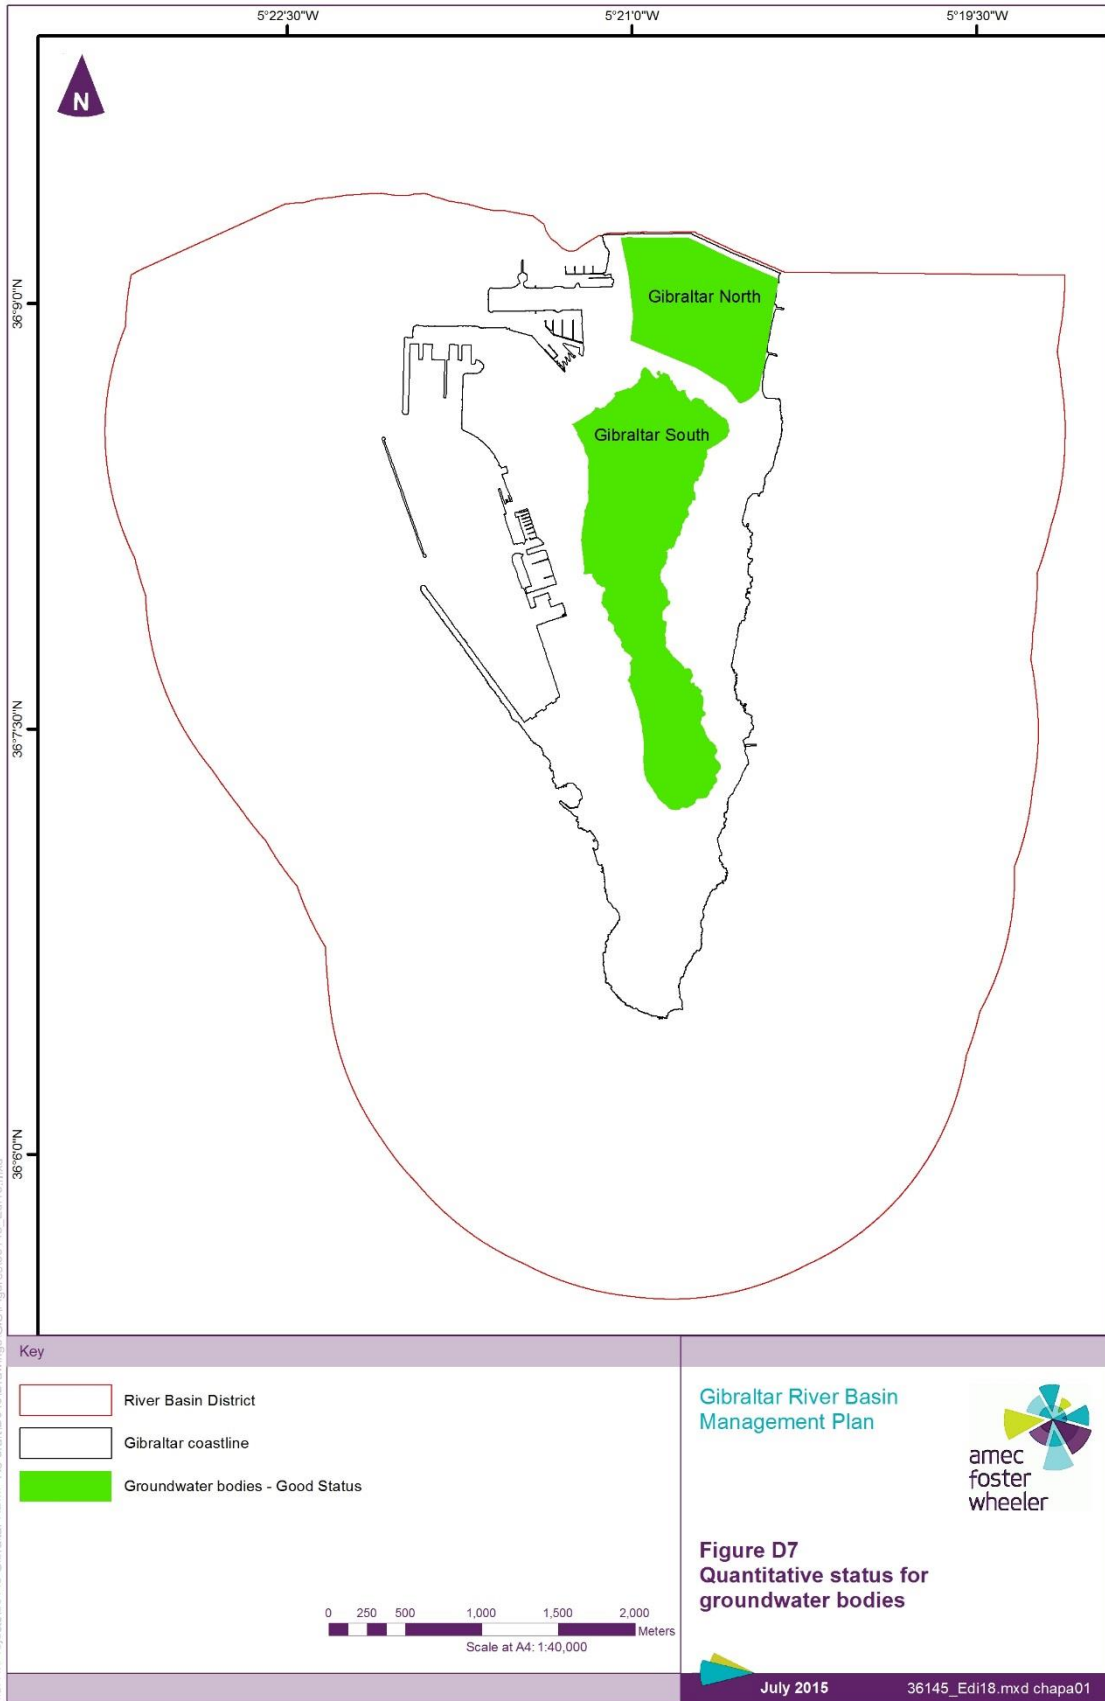 5°22'30"W
5°21'0"W
5°19'30"W
N
36°9'0"N
Gibraltar North
Gibraltar South
36°7'30"N
36°6'0"N
Key
River Basin District
Gibraltar coastline
Groundwater bodies - Good Status
0 250 500 1,000 1,500 2,000
Meters
Scale at A4: 1:40,000
Gibraltar River Basin
Management Plan
amec
foster
wheeler
Figure D7
Quantitative status for
groundwater bodies
July 2015
36145_Edi18.mxd chapa01